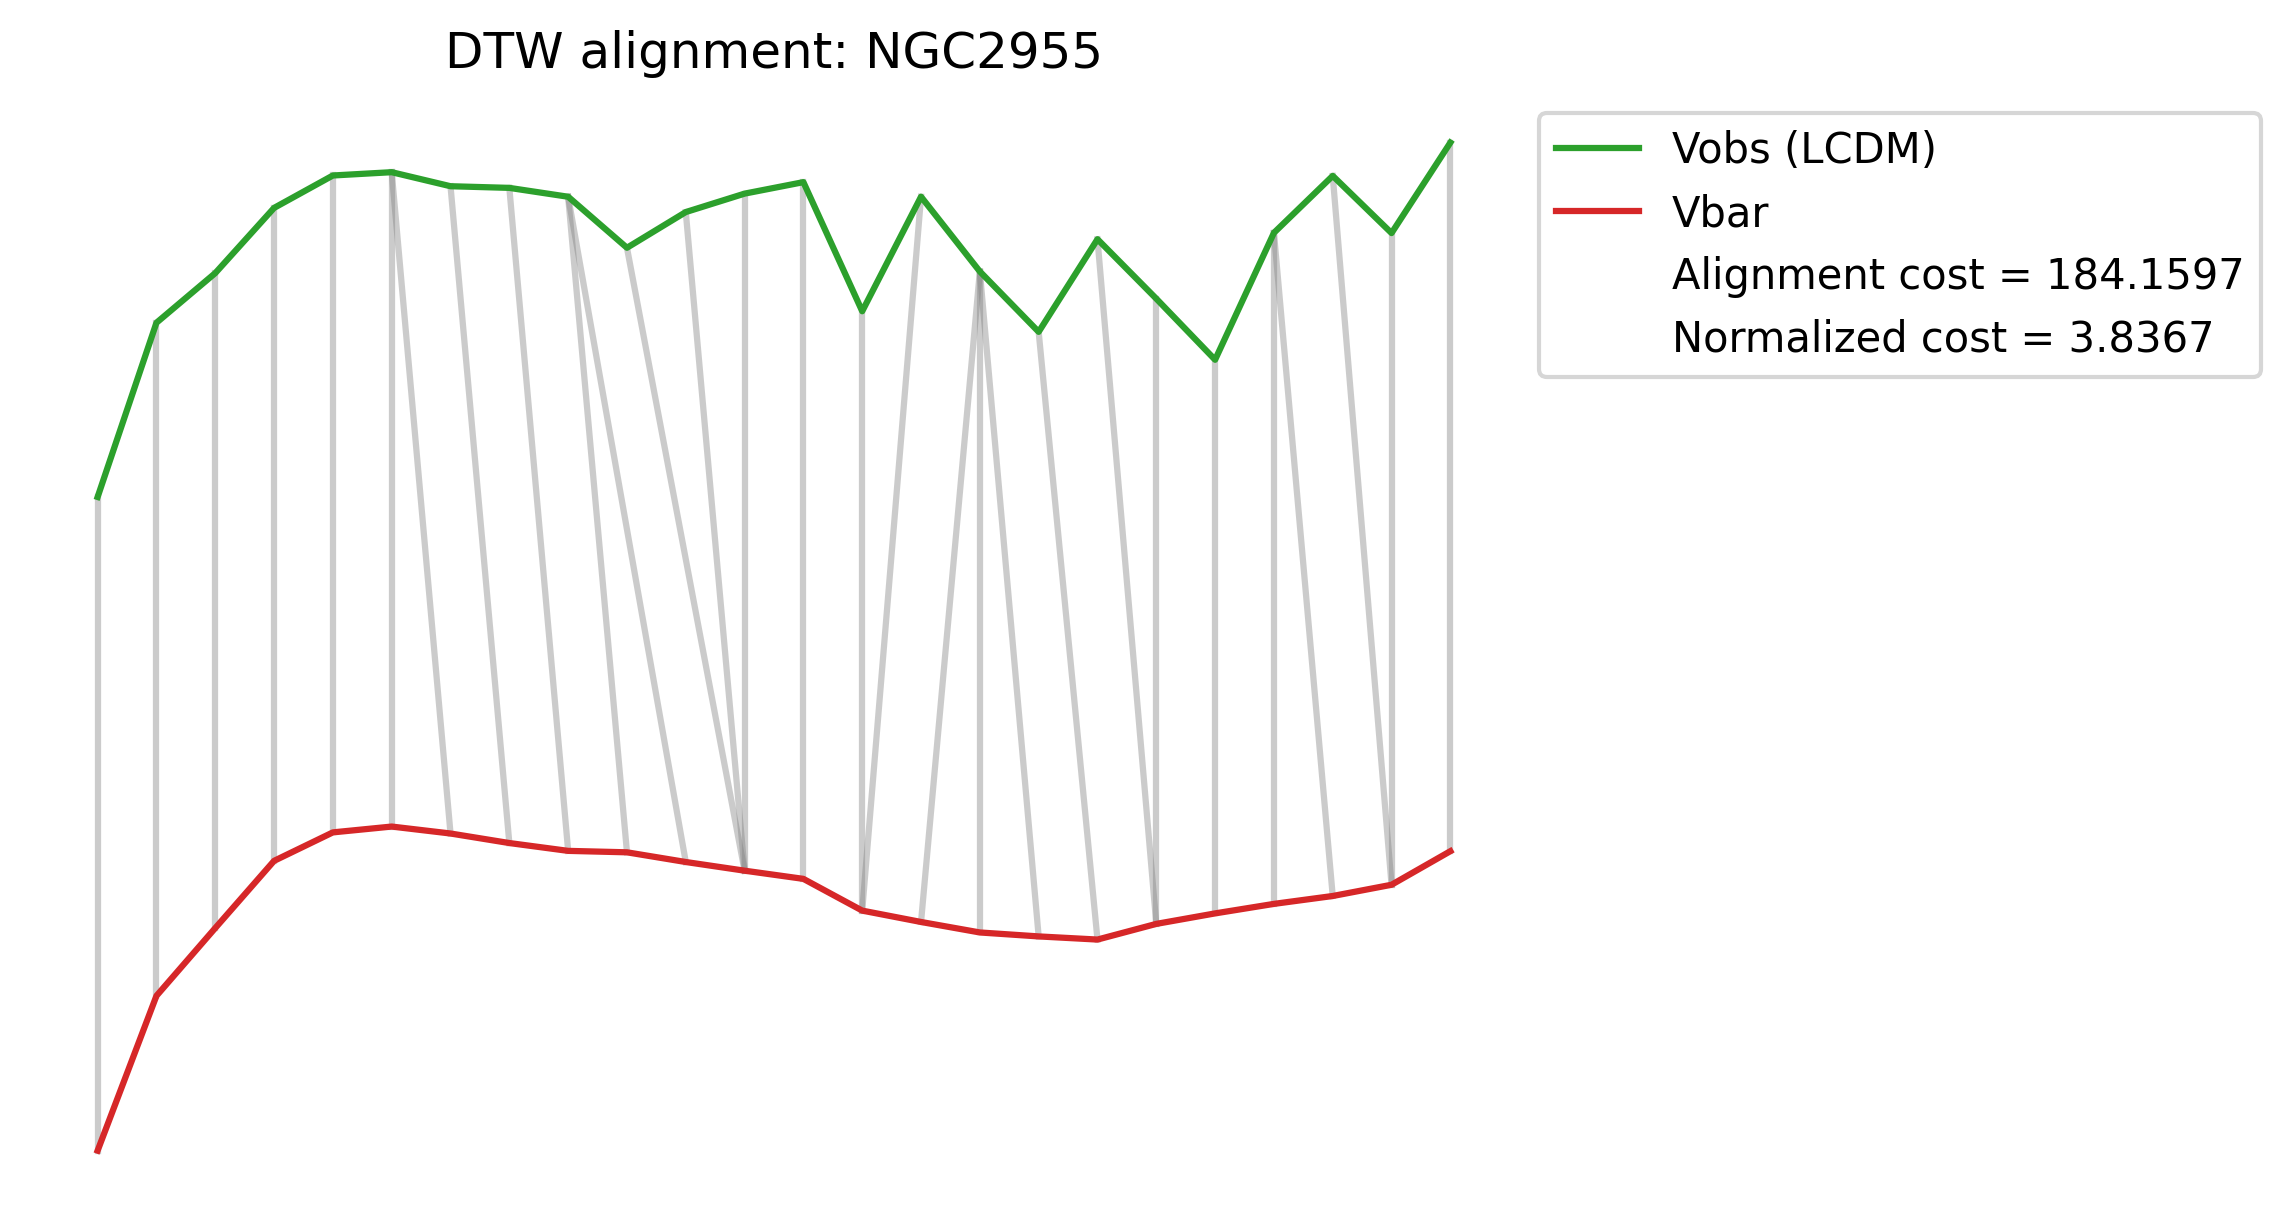 DTW alignment: NGC2955
Vobs (LCDM)
Vbar
Alignment cost = 184.1597
Normalized cost = 3.8367